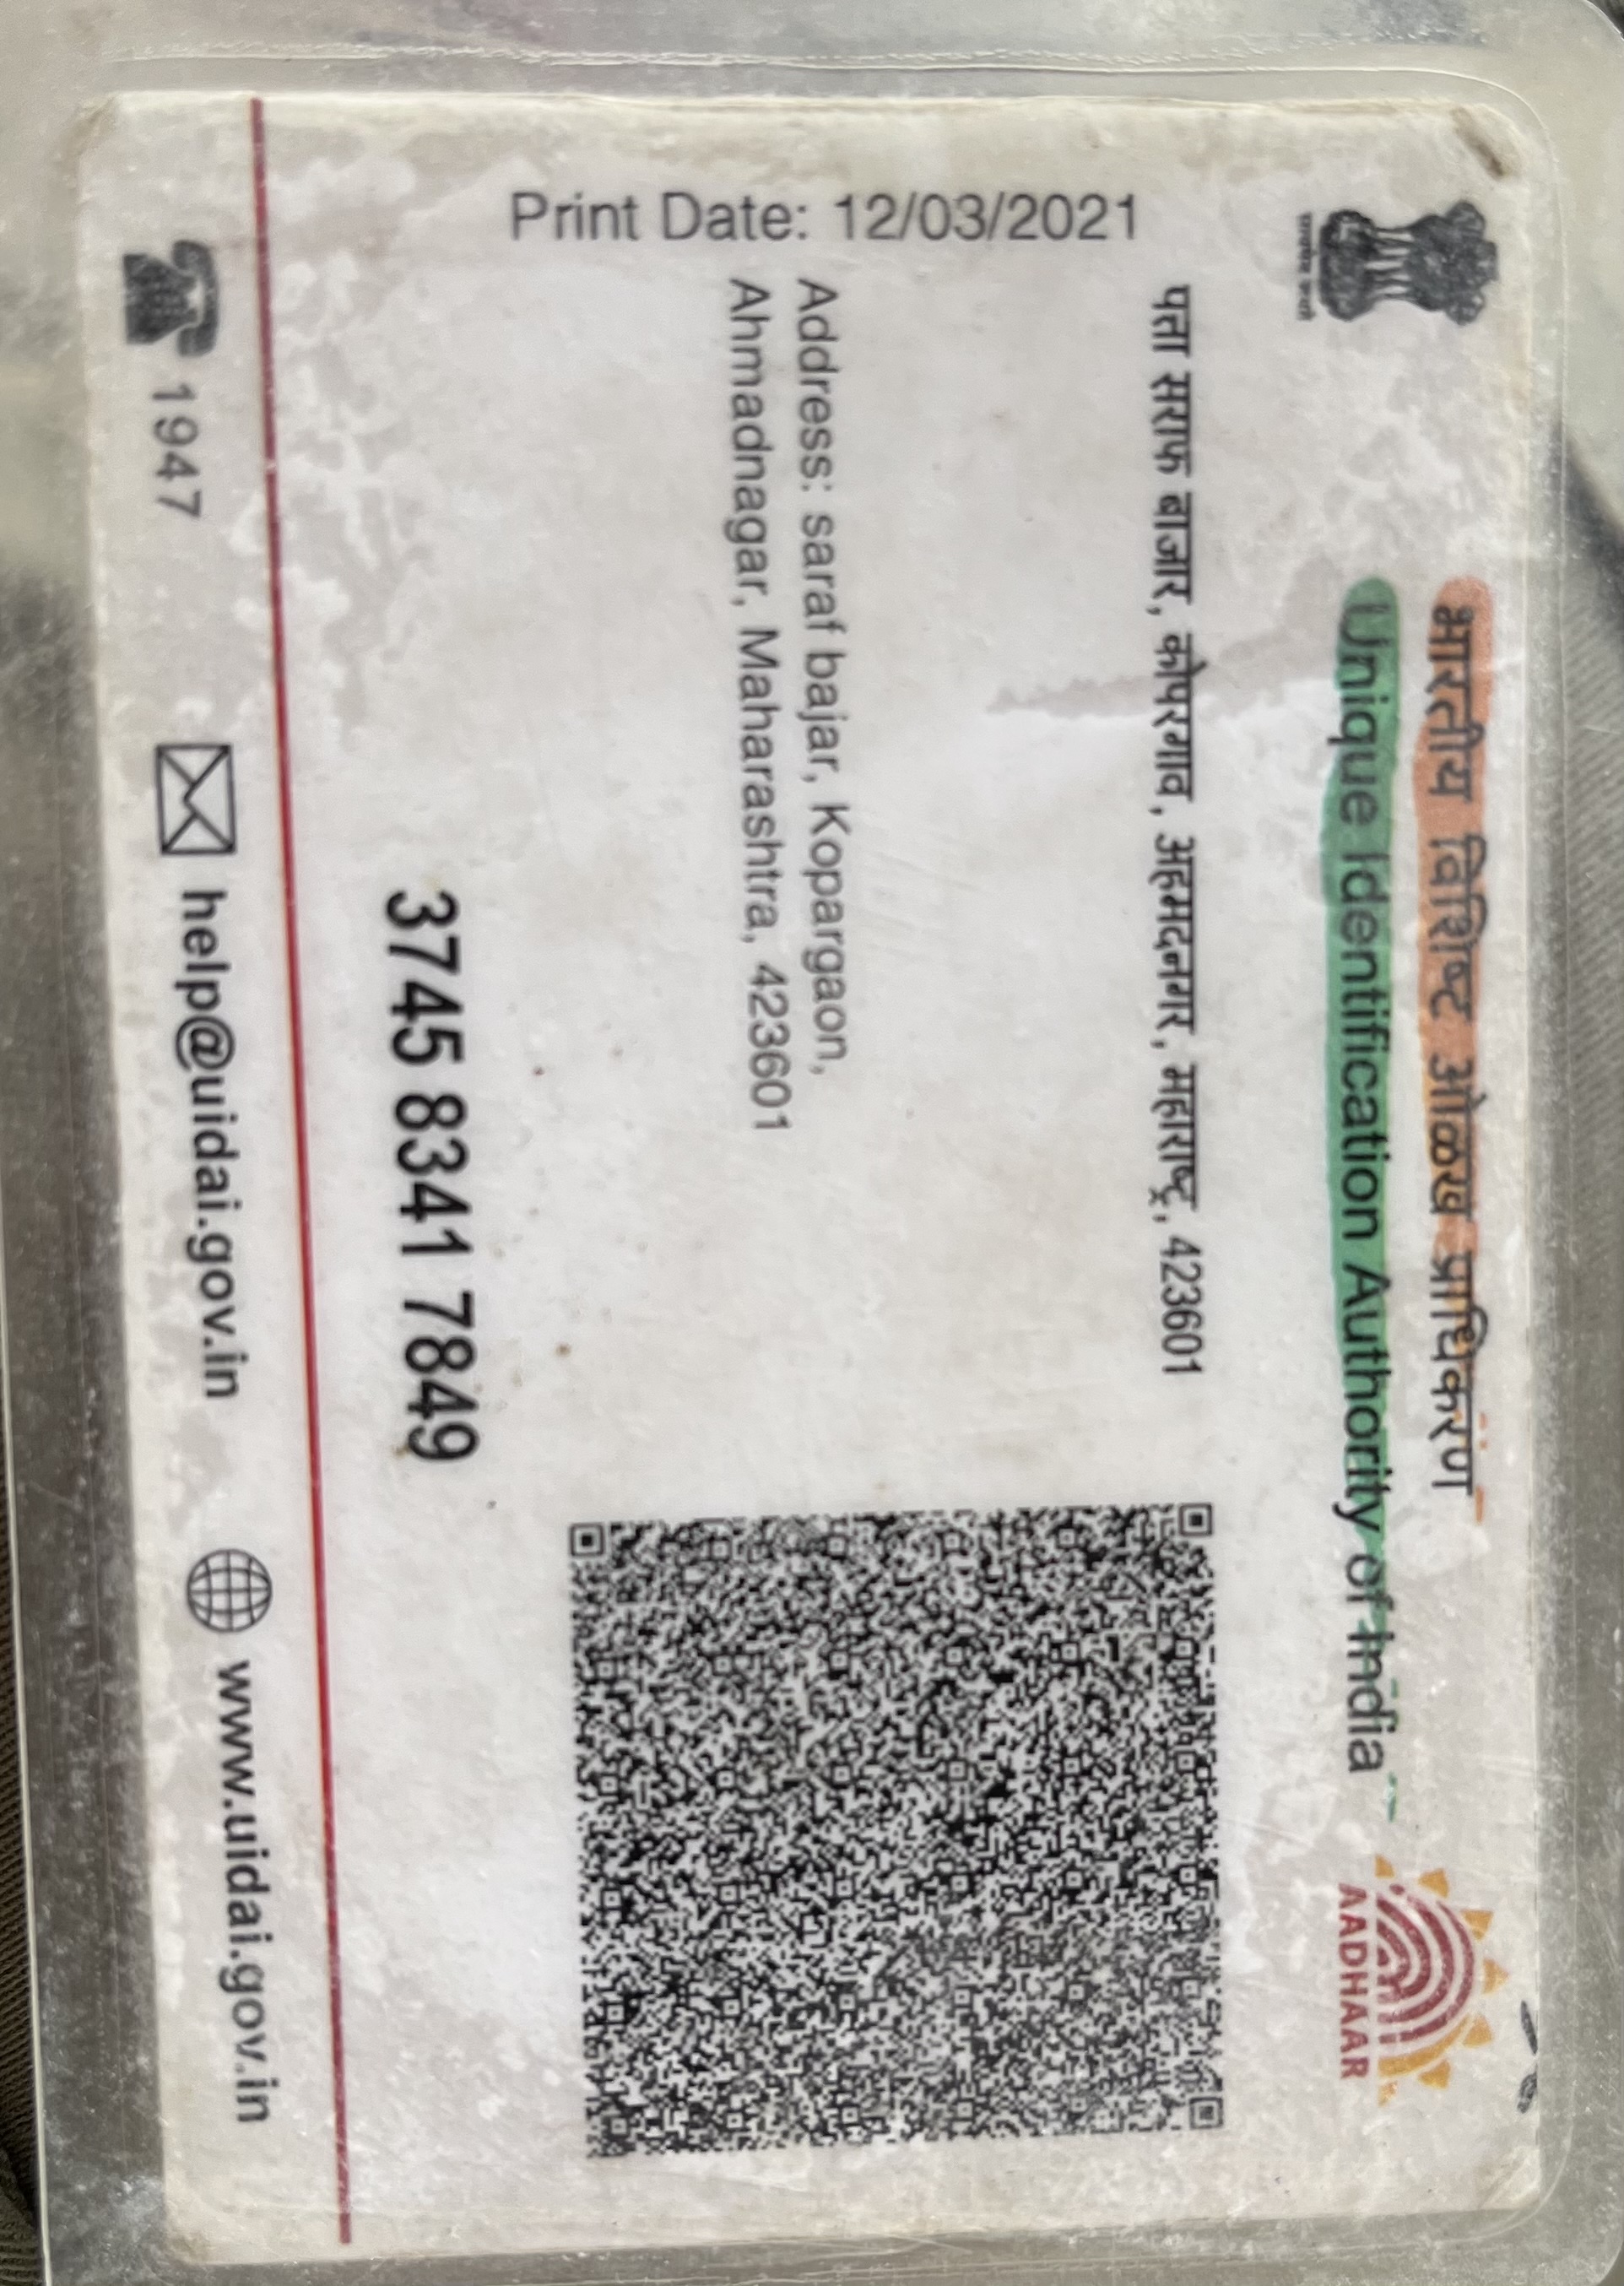 भारतीय विशिष्ट ओळख प्राधिकरण
Unique Identification Authority of India
AADHAAR
Print Date: 12/03/2021
पत्ता सराफ बाजार, कोपरगाव, अहमदनगर, महाराष्ट्र, 423601
Address: saraf bajar, Kopargaon,
Ahmadnagar, Maharashtra, 423601
3745 8341 7849
1947
help@uidai.gov.in
www.uidai.gov.in